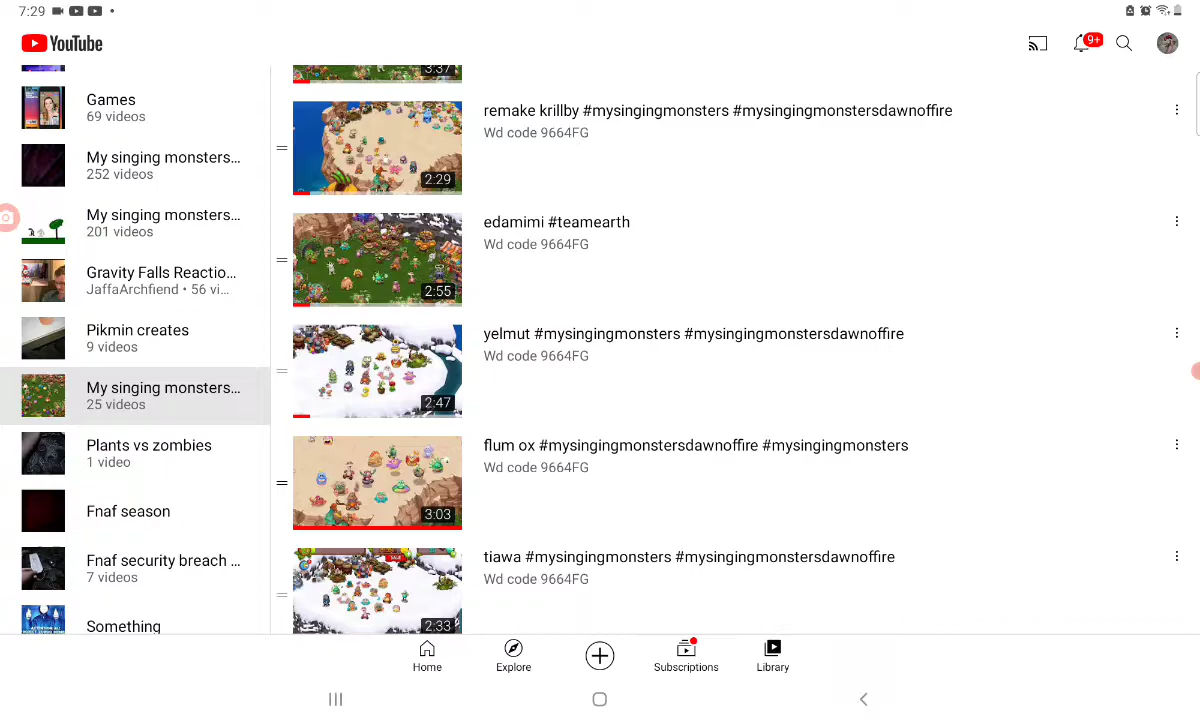 7:29
YouTube
9+
Games
69 videos
My singing monsters...
252 videos
My singing monsters...
201 videos
Gravity Falls Reactio...
JaffaArchfiend • 56 vi...
Pikmin creates
9 videos
My singing monsters...
25 videos
Plants vs zombies
1 video
Fnaf season
Fnaf security breach ...
7 videos
Something
3:37
remake krillby #mysingingmonsters #mysingingmonstersdawnoffire
Wd code 9664FG
2:29
edamimi #teamearth
Wd code 9664FG
2:55
yelmut #mysingingmonsters #mysingingmonstersdawnoffire
Wd code 9664FG
2:47
flum ox #mysingingmonstersdawnoffire #mysingingmonsters
Wd code 9664FG
3:03
tiawa #mysingingmonsters #mysingingmonstersdawnoffire
Wd code 9664FG
SALE
2:33
Home
Explore
Subscriptions
Library